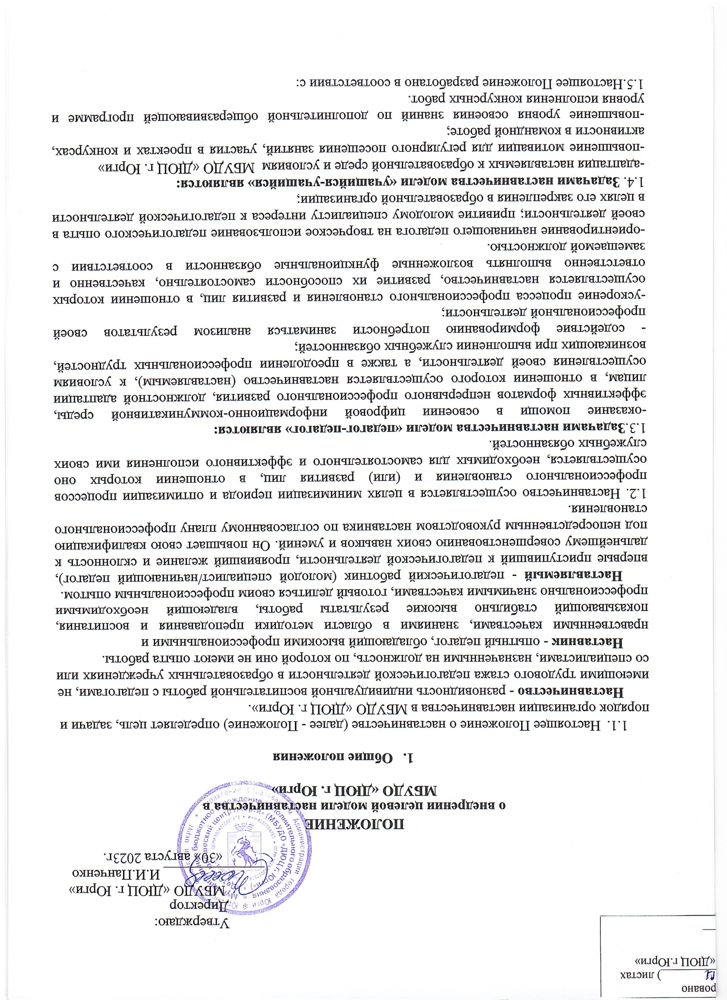 ровано
) листах
«ДЮЦ г.Юрги»
Утверждаю:
Директор
МБУДО «ДЮЦ г. Юрги»
И.И.Панченко
«30» августа 2023г.
ПОЛОЖЕНИЕ
о внедрении целевой модели наставничества в
МБУДО «ДЮЦ г. Юрги»
1. Общие положения
1.1. Настоящее Положение о наставничестве (далее - Положение) определяет цель, задачи и
порядок организации наставничества в МБУДО «ДЮЦ г. Юрги».
Наставничество - разновидность индивидуальной воспитательной работы с педагогами, не
имеющими трудового стажа педагогической деятельности в образовательных учреждениях или
со специалистами, назначенными на должность, по которой они не имеют опыта работы.
Наставник - опытный педагог, обладающий высокими профессиональными и
нравственными качествами, знаниями в области методики преподавания и воспитания,
показывающий стабильно высокие результаты работы, владеющий необходимыми
профессионально значимыми качествами, готовый делиться своим профессиональным опытом.
Наставляемый - педагогический работник (молодой специалист/начинающий педагог),
впервые приступивший к педагогической деятельности, проявивший желание и склонность к
дальнейшему совершенствованию своих навыков и умений. Он повышает свою квалификацию
под непосредственным руководством наставника по согласованному плану профессионального
становления.
1.2. Наставничество осуществляется в целях минимизации периода и оптимизации процессов
профессионального становления и (или) развития лиц, в отношении которых оно
осуществляется, необходимых для самостоятельного и эффективного исполнения ими своих
служебных обязанностей.
1.3.Задачами наставничества модели «педагог-педагог» являются:
-оказание помощи в освоении цифровой информационно-коммуникативной среды,
эффективных форматов непрерывного профессионального развития, должностной адаптации
лицам, в отношении которого осуществляется наставничество (наставляемым), к условиям
осуществления своей деятельности, а также в преодолении профессиональных трудностей,
возникающих при выполнении служебных обязанностей;
- содействие формированию потребности заниматься анализом результатов своей
профессиональной деятельности;
-ускорение процесса профессионального становления и развития лиц, в отношении которых
осуществляется наставничество, развитие их способности самостоятельно, качественно и
ответственно выполнять возложенные функциональные обязанности в соответствии с
замещаемой должностью.
-ориентирование начинающего педагога на творческое использование педагогического опыта в
своей деятельности; привитие молодому специалисту интереса к педагогической деятельности
в целях его закрепления в образовательной организации;
1.4. Задачами наставничества модели «учащийся-учащийся» являются:
-адаптация наставляемых к образовательной среде и условиям МБУДО «ДЮЦ г. Юрги»
-повышение мотивации для регулярного посещения занятий, участия в проектах и конкурсах,
активности в командной работе;
-повышение уровня освоения знаний по дополнительной общеразвивающей программе и
уровня исполнения конкурсных работ.
1.5.Настоящее Положение разработано в соответствии с: